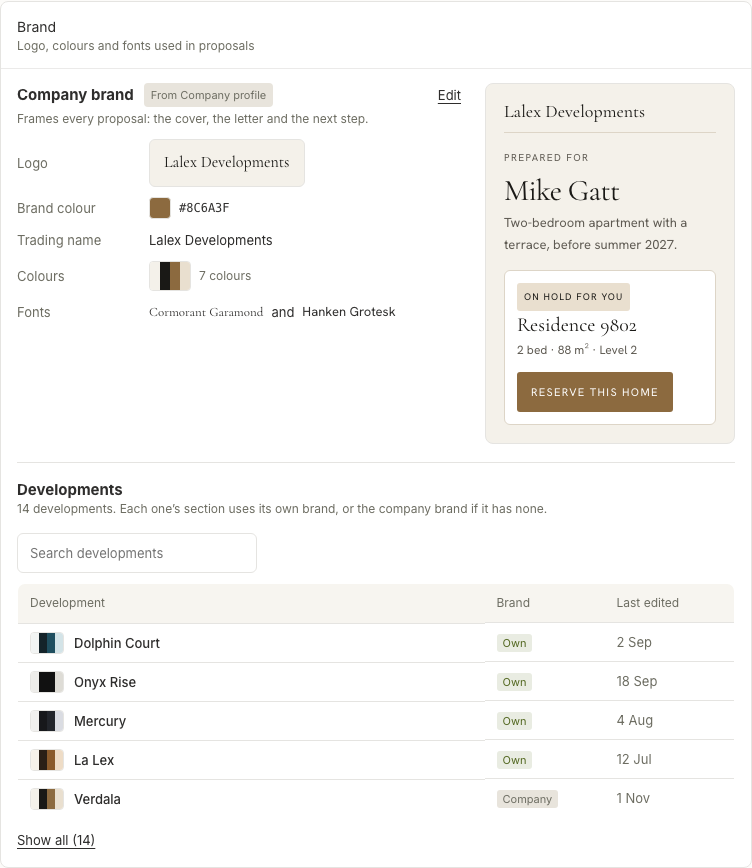 Brand
Logo, colours and fonts used in proposals
Company brand
From Company profile
Edit
Frames every proposal: the cover, the letter and the next step.
Logo
Lalex Developments
Brand colour
#8C6A3F
Trading name
Lalex Developments
Colours
7 colours
Fonts
Cormorant Garamond and Hanken Grotesk
Lalex Developments
PREPARED FOR
Mike Gatt
Two-bedroom apartment with a
terrace, before summer 2027.
ON HOLD FOR YOU
Residence 9802
2 bed · 88 m² · Level 2
RESERVE THIS HOME
Developments
14 developments. Each one’s section uses its own brand, or the company brand if it has none.
Search developments
Development Brand Last edited
Dolphin Court Own 2 Sep
Onyx Rise Own 18 Sep
Mercury Own 4 Aug
La Lex Own 12 Jul
Verdala Company 1 Nov
Show all (14)